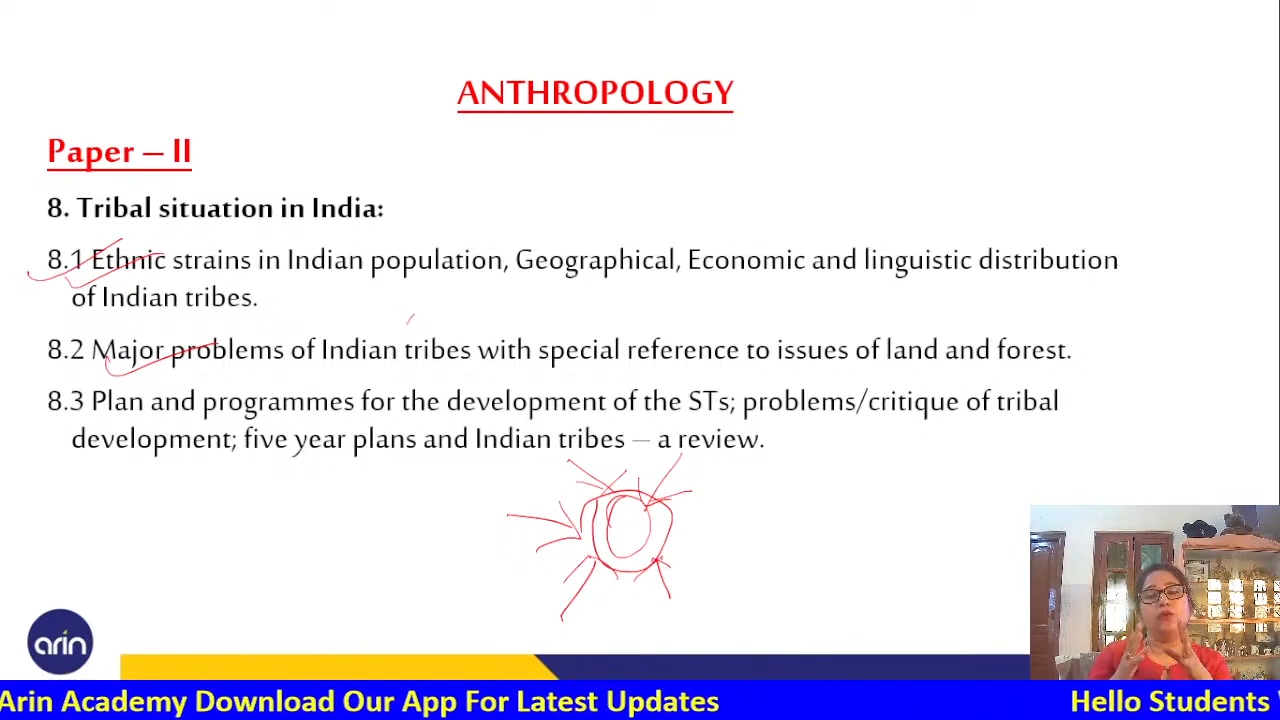 ANTHROPOLOGY
Paper – II
8. Tribal situation in India:
8.1 Ethnic strains in Indian population, Geographical, Economic and linguistic distribution
of Indian tribes.
8.2 Major problems of Indian tribes with special reference to issues of land and forest.
8.3 Plan and programmes for the development of the STs; problems/critique of tribal
development; five year plans and Indian tribes – a review.
arin
Arin Academy Download Our App For Latest Updates
Hello Students